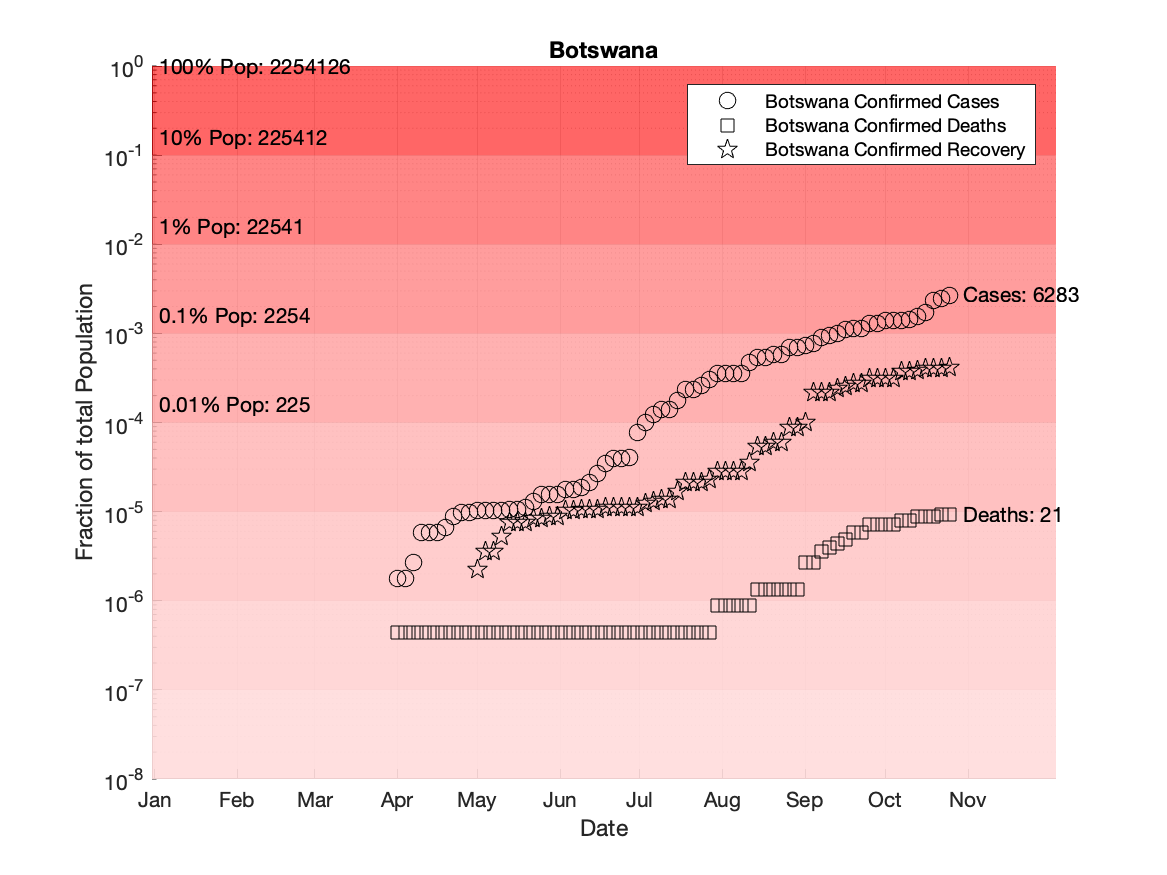 Botswana
10^0
100% Pop: 2254126
Botswana Confirmed Cases
Botswana Confirmed Deaths
Botswana Confirmed Recovery
10% Pop: 225412
10^-1
1% Pop: 22541
10^-2
Cases: 6283
0.1% Pop: 2254
10^-3
0.01% Pop: 225
10^-4
10^-5
Deaths: 21
10^-6
10^-7
10^-8
Fraction of total Population
Jan Feb Mar Apr May Jun Jul Aug Sep Oct Nov
Date